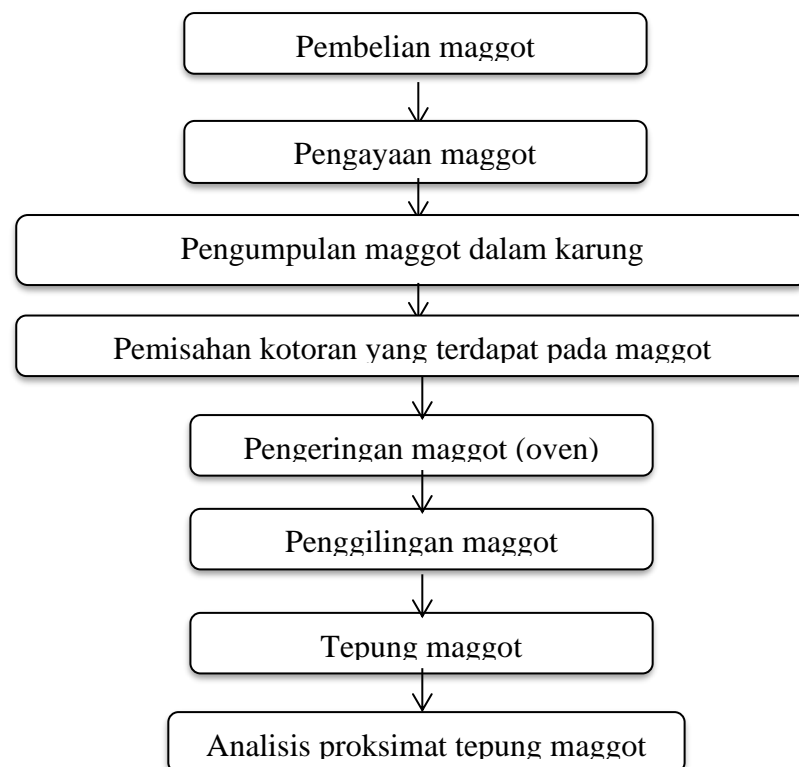 Pembelian maggot
Pengayaan maggot
Pengumpulan maggot dalam karung
Pemisahan kotoran yang terdapat pada maggot
Pengeringan maggot (oven)
Penggilingan maggot
Tepung maggot
Analisis proksimat tepung maggot